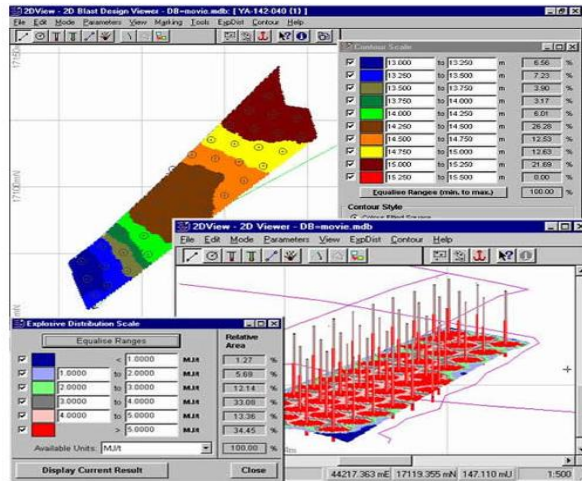 2DView - 2D Blast Design Viewer - DB=movie.mdb: [ YA-142-040 (1) ]
File Edit View Marking Tools ExpDist Contour Help
Contour Scale
13.000 to 13.250 m 6.56 %
13.250 to 13.500 m 7.23 %
13.500 to 13.750 m 3.90 %
13.750 to 14.000 m 3.17 %
14.000 to 14.250 m 6.01 %
14.250 to 14.500 m 26.28 %
14.500 to 14.750 m 12.53 %
14.750 to 15.000 m 12.63 %
15.000 to 15.250 m 21.69 %
15.250 to 15.500 m 0.00 %
Equalise Ranges (min. to max.) 100.00 %
Contour Style
17100mN
2DView - 2D Viewer - DB=movie.mdb
File Edit Mode Parameters View ExpDist Contour Help
Explosive Distribution Scale
Equalise Ranges
Relative Area
< 1.0000 MJ/t 1.27 %
1.0000 to 2.0000 MJ/t 5.69 %
2.0000 to 3.0000 MJ/t 12.14 %
3.0000 to 4.0000 MJ/t 33.08 %
4.0000 to 5.0000 MJ/t 13.36 %
> 5.0000 MJ/t 34.45 %
Available Units: MJ/t 100.00 %
Display Current Result Close
44217.363 mE 17119.355 mN 147.110 mU 1:500